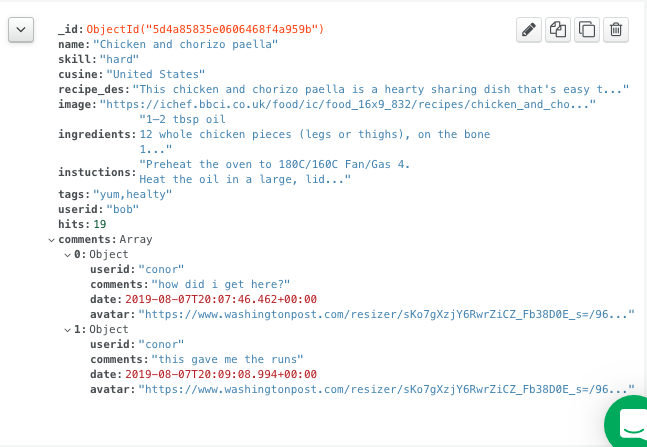 _id: ObjectId("5d4a85835e0606468f4a959b")
name: "Chicken and chorizo paella"
skill: "hard"
cusine: "United States"
recipe_des: "This chicken and chorizo paella is a hearty sharing dish that's easy t..."
image: "https://ichef.bbci.co.uk/food/ic/food_16x9_832/recipes/chicken_and_cho..."
"1–2 tbsp oil
ingredients: 12 whole chicken pieces (legs or thighs), on the bone
1..."
"Preheat the oven to 180C/160C Fan/Gas 4.
instuctions: Heat the oil in a large, lid..."
tags: "yum,healty"
userid: "bob"
hits: 19
comments: Array
0: Object
userid: "conor"
comments: "how did i get here?"
date: 2019-08-07T20:07:46.462+00:00
avatar: "https://www.washingtonpost.com/resizer/sKo7gXzjY6RwrZiCZ_Fb38D0E_s=/96..."
1: Object
userid: "conor"
comments: "this gave me the runs"
date: 2019-08-07T20:09:08.994+00:00
avatar: "https://www.washingtonpost.com/resizer/sKo7gXzjY6RwrZiCZ_Fb38D0E_s=/96..."